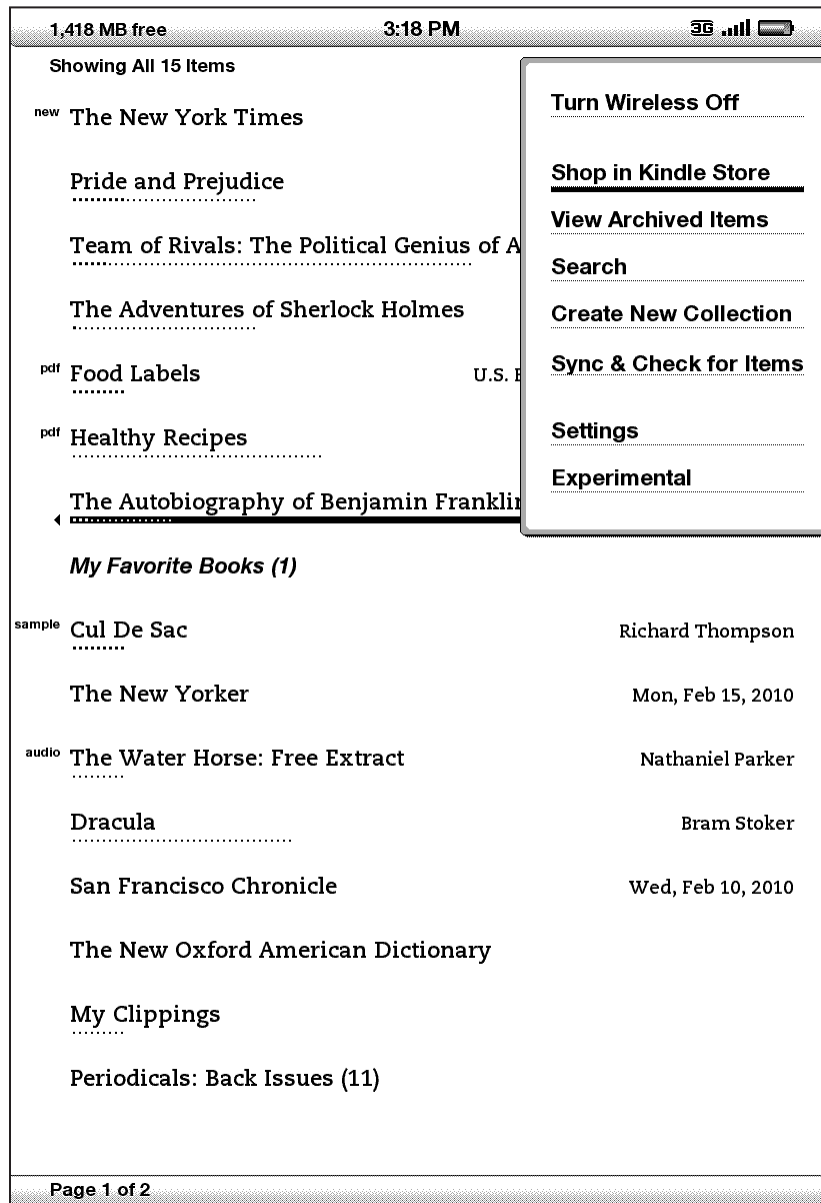 1,418 MB free 3:18 PM 3G
Showing All 15 Items
new The New York Times
Pride and Prejudice
Team of Rivals: The Political Genius of A
The Adventures of Sherlock Holmes
pdf Food Labels U.S.
pdf Healthy Recipes
The Autobiography of Benjamin Franklin
My Favorite Books (1)
sample Cul De Sac Richard Thompson
The New Yorker Mon, Feb 15, 2010
audio The Water Horse: Free Extract Nathaniel Parker
Dracula Bram Stoker
San Francisco Chronicle Wed, Feb 10, 2010
The New Oxford American Dictionary
My Clippings
Periodicals: Back Issues (11)
Page 1 of 2
Turn Wireless Off
Shop in Kindle Store
View Archived Items
Search
Create New Collection
Sync & Check for Items
Settings
Experimental